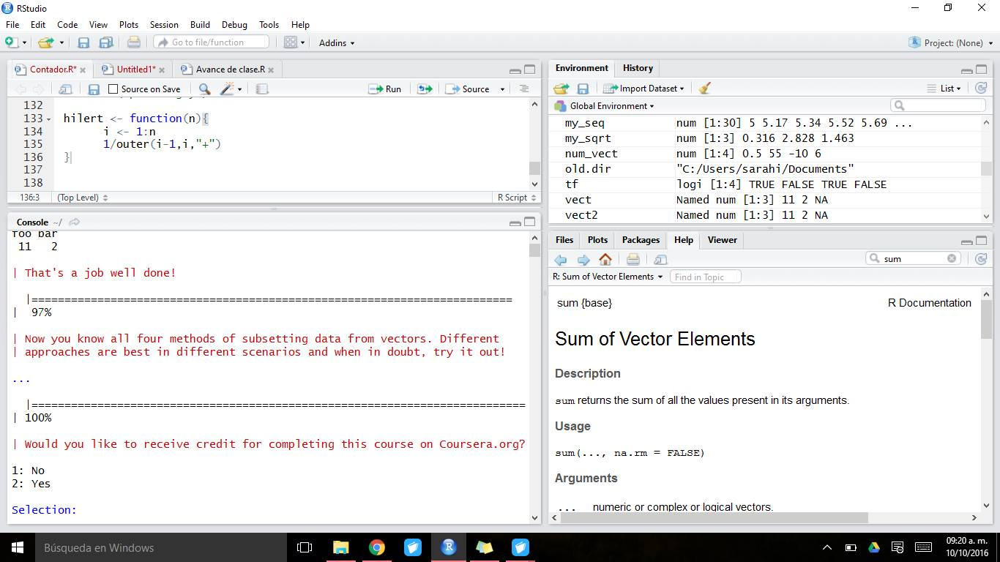 RStudio
File Edit Code View Plots Session Build Debug Tools Help
Go to file/function Addins Project: (None)
Contador.R* Untitled1* Avance de clase.R
Source on Save Run Source
132
133 hilert <- function(n){
134 i <- 1:n
135 1/outer(i-1,i,"+")
136 }
137
138
136:3 (Top Level) R Script
Console ~/
foo bar
11 2
| That's a job well done!
|=========================================================================
| 97%
| Now you know all four methods of subsetting data from vectors. Different
| approaches are best in different scenarios and when in doubt, try it out!
...
|===========================================================================
| 100%
| Would you like to receive credit for completing this course on Coursera.org?
1: No
2: Yes
Selection:
Environment History
Import Dataset List
Global Environment
my_seq num [1:30] 5 5.17 5.34 5.52 5.69 ...
my_sqrt num [1:3] 0.316 2.828 1.463
num_vect num [1:4] 0.5 55 -10 6
old.dir "C:/Users/sarahi/Documents"
tf logi [1:4] TRUE FALSE TRUE FALSE
vect Named num [1:3] 11 2 NA
vect2 Named num [1:3] 11 2 NA
Files Plots Packages Help Viewer
sum
R: Sum of Vector Elements Find in Topic
sum {base} R Documentation
Sum of Vector Elements
Description
sum returns the sum of all the values present in its arguments.
Usage
sum(..., na.rm = FALSE)
Arguments
... numeric or complex or logical vectors.
Búsqueda en Windows
09:20 a. m.
10/10/2016